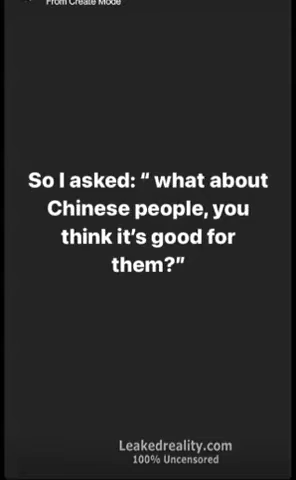 From Create Mode
So I asked: “ what about
Chinese people, you
think it’s good for
them?”
Leakedreality.com
100% Uncensored